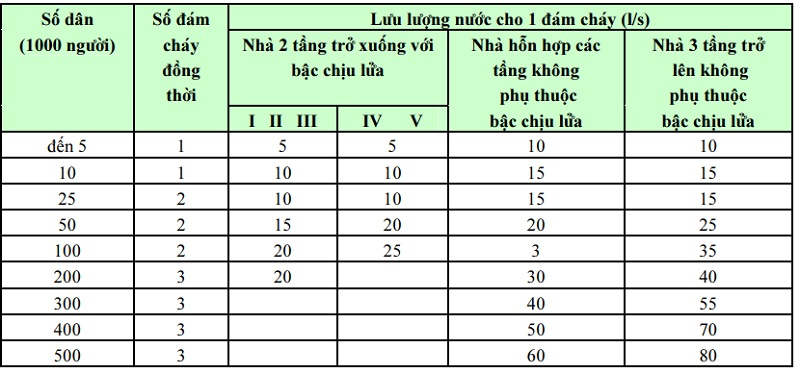 Số dân (1000 người) | Số đám cháy đồng thời | Lưu lượng nước cho 1 đám cháy (l/s)
Nhà 2 tầng trở xuống với bậc chịu lửa | Nhà hỗn hợp các tầng không phụ thuộc bậc chịu lửa | Nhà 3 tầng trở lên không phụ thuộc bậc chịu lửa
I II III | IV V
đến 5 | 1 | 5 | 5 | 10 | 10
10 | 1 | 10 | 10 | 15 | 15
25 | 2 | 10 | 10 | 15 | 15
50 | 2 | 15 | 20 | 20 | 25
100 | 2 | 20 | 25 | 3 | 35
200 | 3 | 20 | | 30 | 40
300 | 3 | | | 40 | 55
400 | 3 | | | 50 | 70
500 | 3 | | | 60 | 80